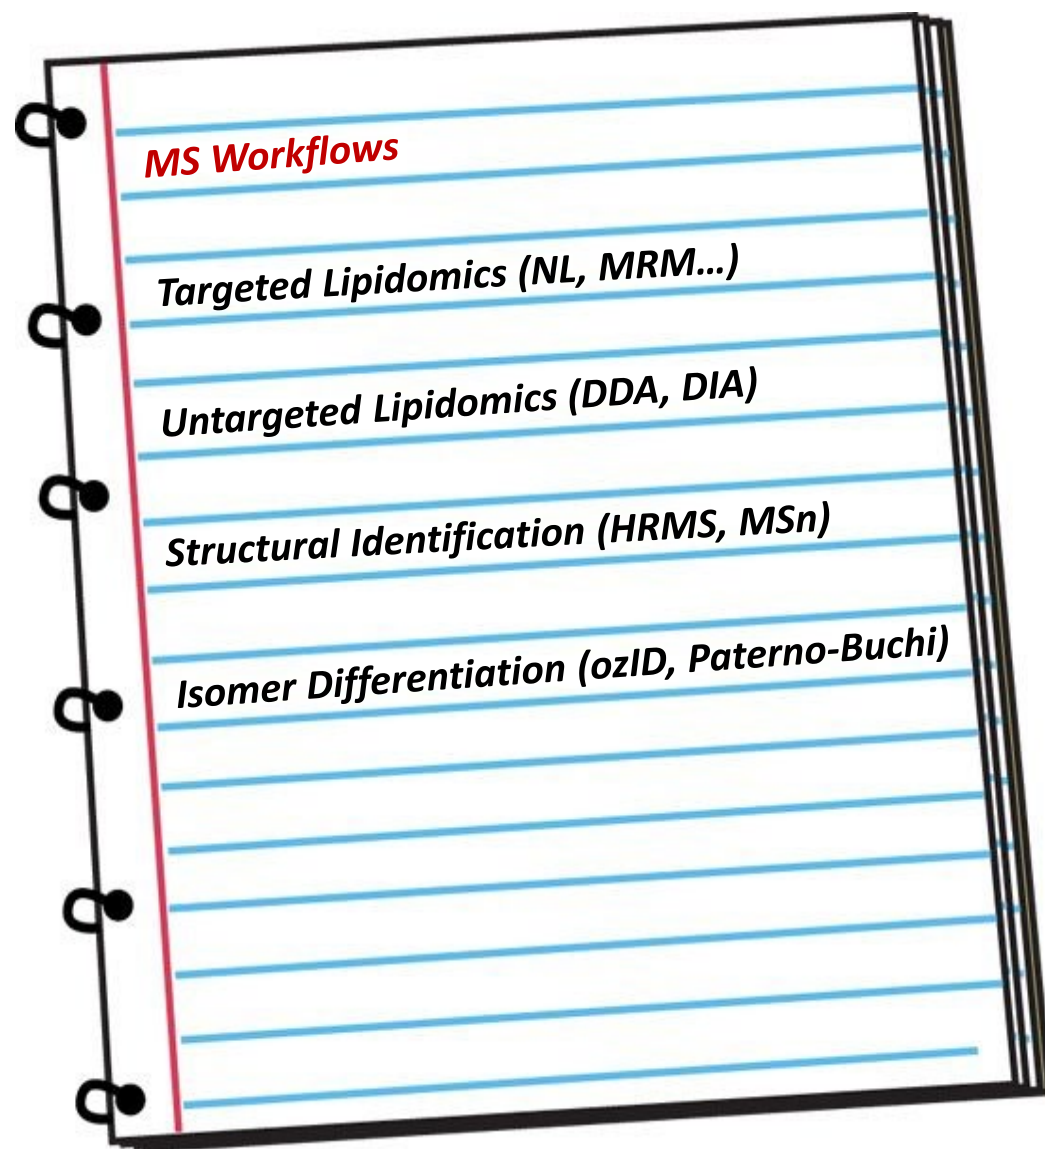 MS Workflows
Targeted Lipidomics (NL, MRM…)
Untargeted Lipidomics (DDA, DIA)
Structural Identification (HRMS, MSn)
Isomer Differentiation (ozID, Paterno-Buchi)